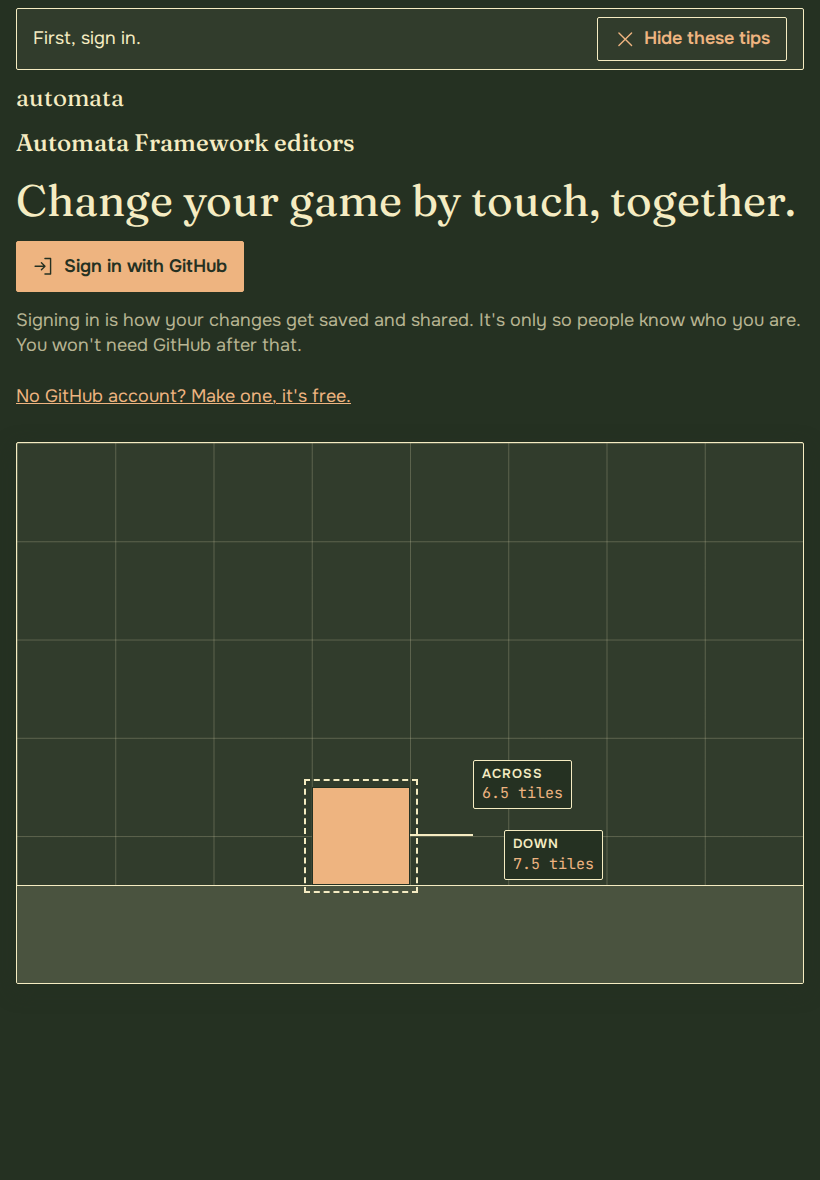 First, sign in.
Hide these tips
automata
Automata Framework editors
Change your game by touch, together.
Sign in with GitHub
Signing in is how your changes get saved and shared. It's only so people know who you are.
You won't need GitHub after that.
No GitHub account? Make one, it's free.
ACROSS
6.5 tiles
DOWN
7.5 tiles